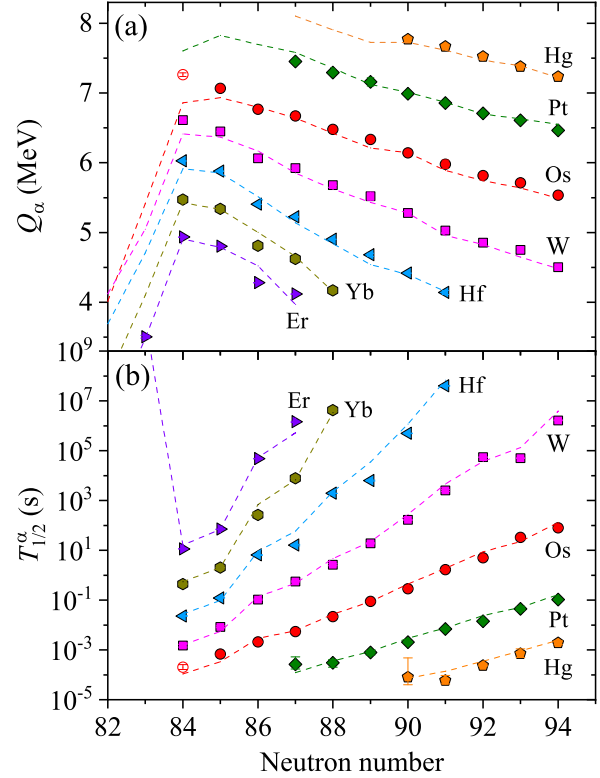 (a)
8
7
6
5
4
Qα (MeV)
Hg
Pt
Os
W
Hf
Yb
Er
10⁹
(b)
10⁷
10⁵
10³
10¹
10⁻¹
10⁻³
10⁻⁵
Tα1/2 (s)
Er
Yb
Hf
W
Os
Pt
Hg
82 84 86 88 90 92 94
Neutron number